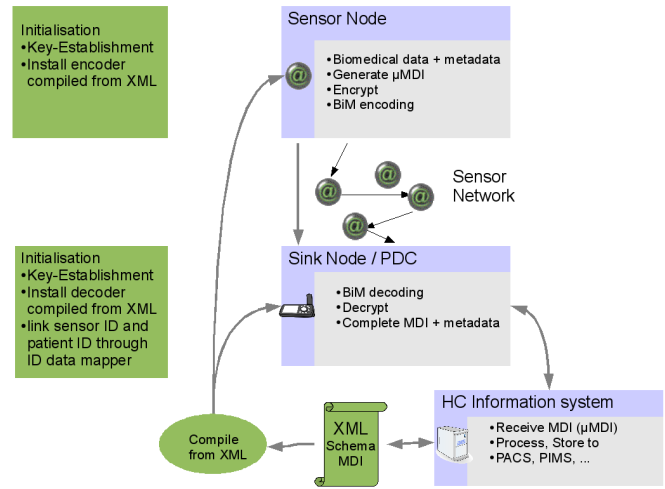 Initialisation
•Key-Establishment
•Install encoder
compiled from XML
Sensor Node
•Biomedical data + metadata
•Generate µMDI
•Encrypt
•BiM encoding
@
@
@
@
@
Sensor
Network
Initialisation
•Key-Establishment
•Install decoder
compiled from XML
•link sensor ID and
patient ID through
ID data mapper
Sink Node / PDC
•BiM decoding
•Decrypt
•Complete MDI + metadata
HC Information system
•Receive MDI (µMDI)
•Process, Store to
•PACS, PIMS, ...
XML
Schema
MDI
Compile
from XML